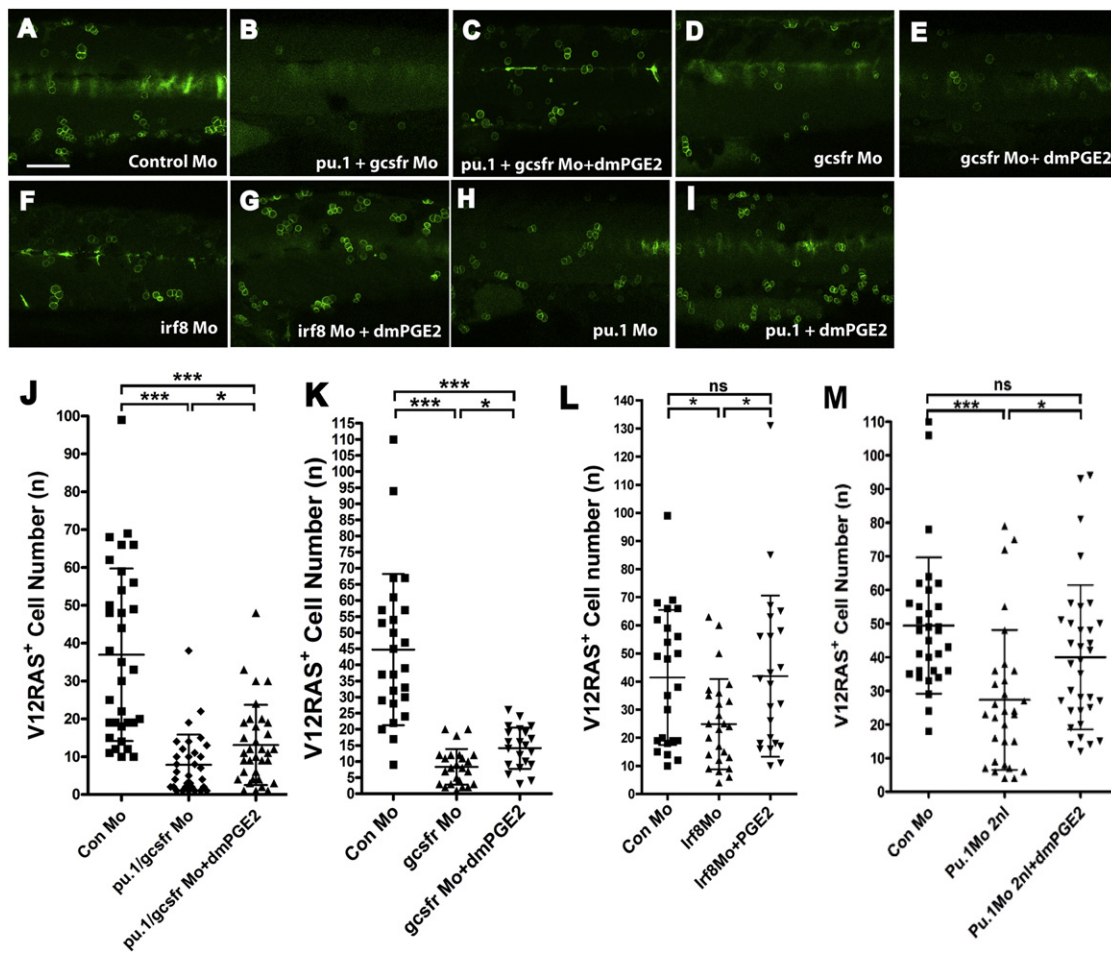 A
Control Mo
B
pu.1 + gcsfr Mo
C
pu.1 + gcsfr Mo+dmPGE2
D
gcsfr Mo
E
gcsfr Mo+ dmPGE2
F
irf8 Mo
G
irf8 Mo + dmPGE2
H
pu.1 Mo
I
pu.1 + dmPGE2
J
***
*** *
V12RAS+ Cell Number (n)
100
90
80
70
60
50
40
30
20
10
0
Con Mo
pu.1/gcsfr Mo
pu.1/gcsfr Mo+dmPGE2
K
***
*** *
V12RAS+ Cell Number (n)
115
110
105
100
95
90
85
80
75
70
65
60
55
50
45
40
35
30
25
20
15
10
5
0
Con Mo
gcsfr Mo
gcsfr Mo+dmPGE2
L
ns
* *
V12RAS+ Cell number (n)
140
130
120
110
100
90
80
70
60
50
40
30
20
10
0
Con Mo
Irf8Mo
Irf8Mo+PGE2
M
ns
*** *
V12RAS+ Cell Number (n)
110
100
90
80
70
60
50
40
30
20
10
0
Con Mo
Pu.1Mo 2nl
Pu.1Mo 2nl+dmPGE2